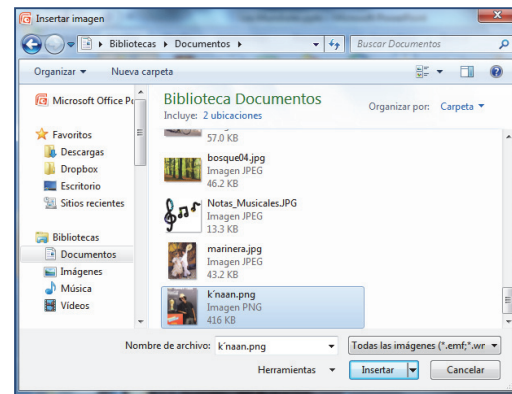 Insertar imagen
Bibliotecas Documentos
Buscar Documentos
Organizar Nueva carpeta
Microsoft Office
Favoritos
Descargas
Dropbox
Escritorio
Sitios recientes
Bibliotecas
Documentos
Imágenes
Música
Vídeos
Biblioteca Documentos
Incluye: 2 ubicaciones
Organizar por: Carpeta
57.0 KB
bosque04.jpg
Imagen JPEG
46.2 KB
Notas_Musicales.JPG
Imagen JPEG
13.3 KB
marinera.jpg
Imagen JPEG
43.2 KB
k´naan.png
Imagen PNG
416 KB
Nombre de archivo: k´naan.png
Todas las imágenes (*.emf;*.wr
Herramientas Insertar Cancelar